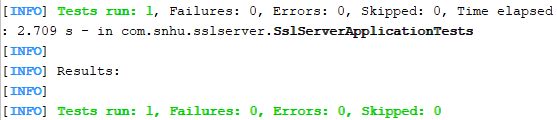 [INFO] Tests run: 1, Failures: 0, Errors: 0, Skipped: 0, Time elapsed
: 2.709 s - in com.snhu.sslserver.SslServerApplicationTests
[INFO]
[INFO] Results:
[INFO]
[INFO] Tests run: 1, Failures: 0, Errors: 0, Skipped: 0